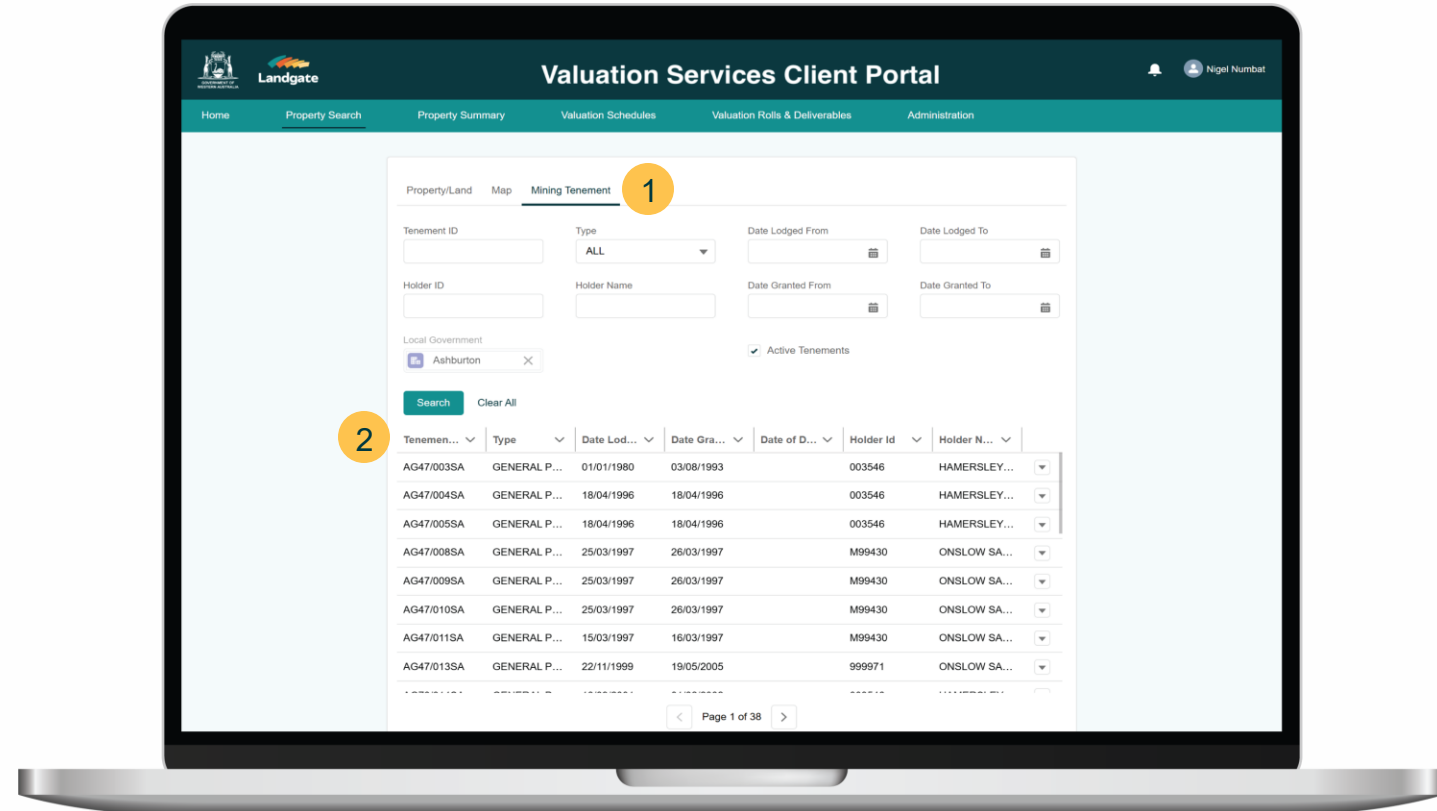 GOVERNMENT OF
WESTERN AUSTRALIA
Landgate
Valuation Services Client Portal
Nigel Numbat
Home Property Search Property Summary Valuation Schedules Valuation Rolls & Deliverables Administration
Property/Land Map Mining Tenement 1
Tenement ID Type Date Lodged From Date Lodged To
ALL
Holder ID Holder Name Date Granted From Date Granted To
Local Government
Ashburton
Active Tenements
Search Clear All
2
Tenemen... Type Date Lod... Date Gra... Date of D... Holder Id Holder N...
AG47/003SA GENERAL P... 01/01/1980 03/08/1993 003546 HAMERSLEY...
AG47/004SA GENERAL P... 18/04/1996 18/04/1996 003546 HAMERSLEY...
AG47/005SA GENERAL P... 18/04/1996 18/04/1996 003546 HAMERSLEY...
AG47/008SA GENERAL P... 25/03/1997 26/03/1997 M99430 ONSLOW SA...
AG47/009SA GENERAL P... 25/03/1997 26/03/1997 M99430 ONSLOW SA...
AG47/010SA GENERAL P... 25/03/1997 26/03/1997 M99430 ONSLOW SA...
AG47/011SA GENERAL P... 15/03/1997 16/03/1997 M99430 ONSLOW SA...
AG47/013SA GENERAL P... 22/11/1999 19/05/2005 999971 ONSLOW SA...
Page 1 of 38